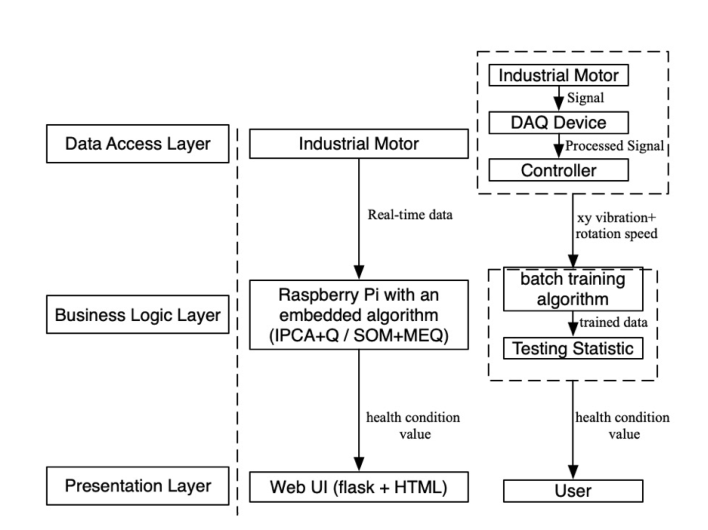 Data Access Layer
Business Logic Layer
Presentation Layer
Industrial Motor
Real-time data
Raspberry Pi with an
embedded algorithm
(IPCA+Q / SOM+MEQ)
health condition
value
Web UI (flask + HTML)
Industrial Motor
Signal
DAQ Device
Processed Signal
Controller
xy vibration+
rotation speed
batch training
algorithm
trained data
Testing Statistic
health condition
value
User